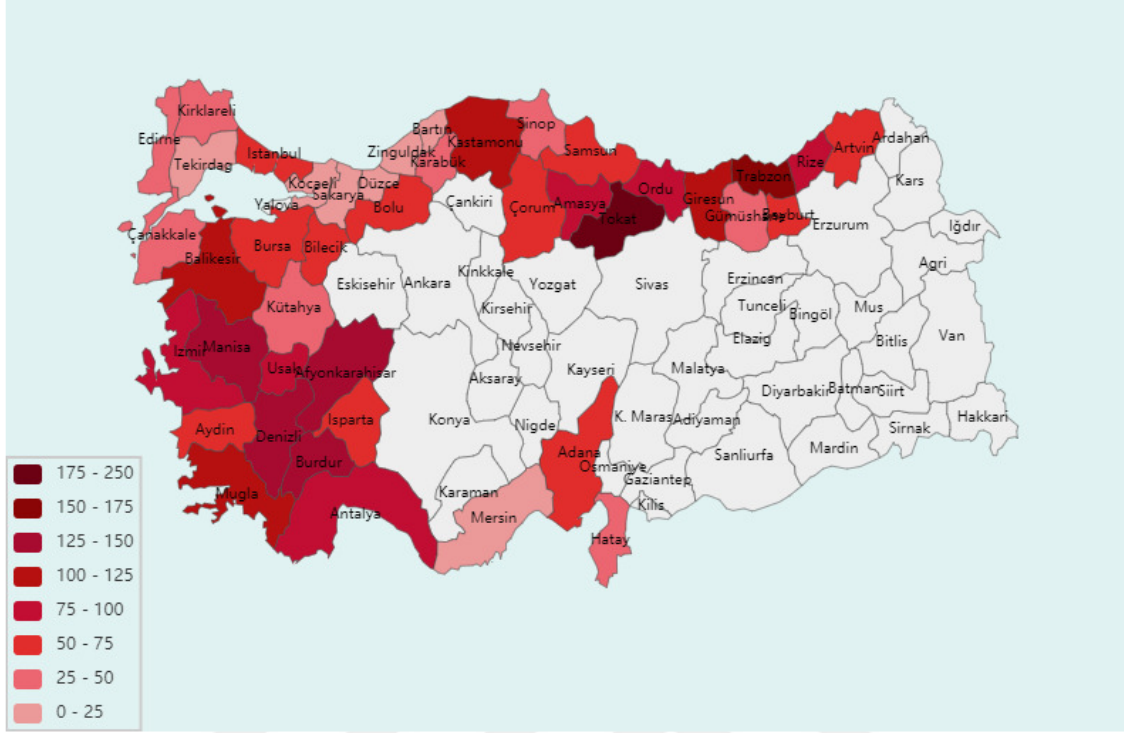 Kirklareli
Edirne
Tekirdag
Istanbul
Kocaeli
Sakarya
Yalova
Düzce
Zinguldak
Bartın
Karabük
Kastamonu
Sinop
Samsun
Bolu
Çankiri
Çorum
Amasya
Tokat
Ordu
Giresun
Trabzon
Gümüshane
Bayburt
Rize
Artvin
Ardahan
Kars
Iğdır
Erzurum
Agri
Çanakkale
Balikesir
Bursa
Bilecik
Eskisehir
Ankara
Kinkkale
Kirsehir
Yozgat
Sivas
Erzincan
Tunceli
Bingöl
Mus
Bitlis
Van
Kütahya
Izmir
Manisa
Usak
Afyonkarahisar
Nevsehir
Aksaray
Kayseri
Malatya
Elazig
Diyarbakir
Batman
Siirt
Hakkari
Sirnak
Aydin
Denizli
Isparta
Burdur
Konya
Nigde
K. Maras
Adiyaman
Sanliurfa
Mardin
Mugla
Antalya
Karaman
Mersin
Adana
Osmaniye
Gaziantep
Kilis
Hatay
175 - 250
150 - 175
125 - 150
100 - 125
75 - 100
50 - 75
25 - 50
0 - 25